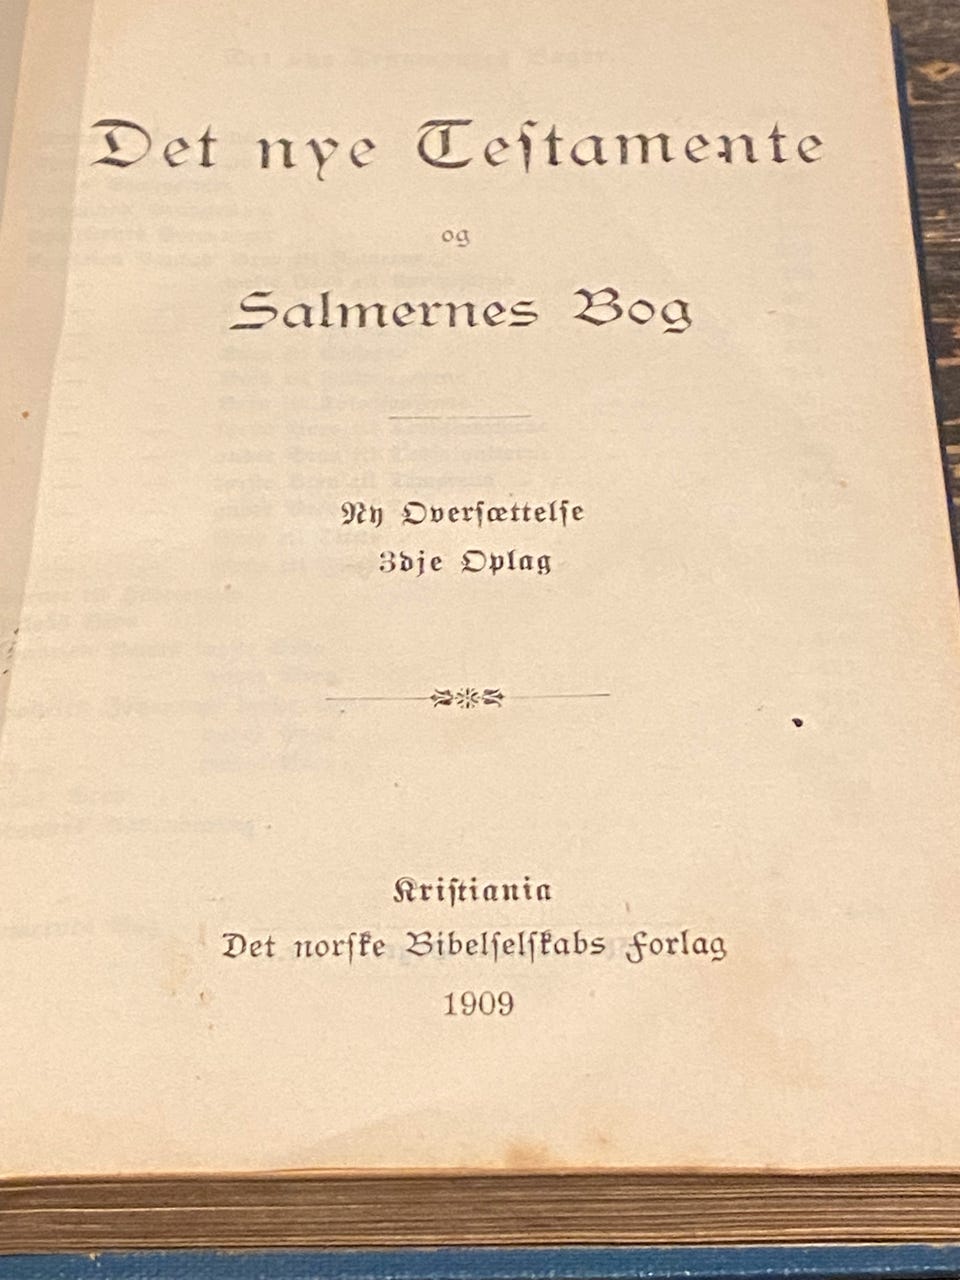 Det nye Teſtamente
og
Salmernes Bog
Ny Overſættelſe
3dje Oplag
Kriſtiania
Det norſke Bibelſelſkabs Forlag
1909